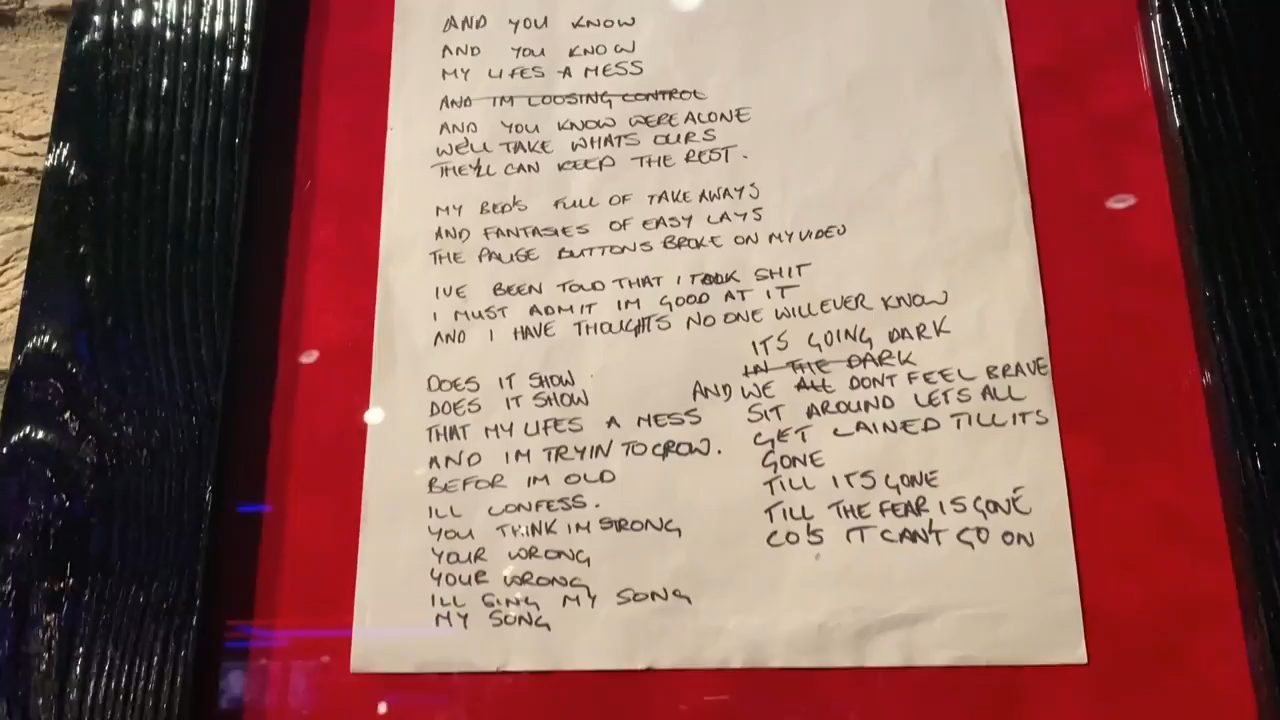 AND YOU KNOW
AND YOU KNOW
MY LIFES A MESS
AND IM LOOSING CONTROL
AND YOU KNOW WERE ALONE
WE'LL TAKE WHATS OURS
THEY'LL CAN KEEP THE REST.
MY BED'S FULL OF TAKE AWAYS
AND FANTASIES OF EASY LAYS
THE PAUSE BUTTONS BROKE ON MY VIDEO
IVE BEEN TOLD THAT I TOOK SHIT
I MUST ADMIT IM GOOD AT IT
AND I HAVE THOUGHTS NO ONE WILL EVER KNOW
DOES IT SHOW
DOES IT SHOW
THAT MY LIFES A MESS
AND IM TRYIN TO GROW.
BEFOR IM OLD
ILL CONFESS.
YOU THINK IM STRONG
YOUR WRONG
YOUR WRONG
ILL SING MY SONG
MY SONG
ITS GOING DARK
IN THE DARK
AND WE ALL DONT FEEL BRAVE
SIT AROUND LETS ALL
GET CAINED TILL ITS
GONE
TILL ITS GONE
TILL THE FEAR IS GONE
CO'S IT CAN'T GO ON